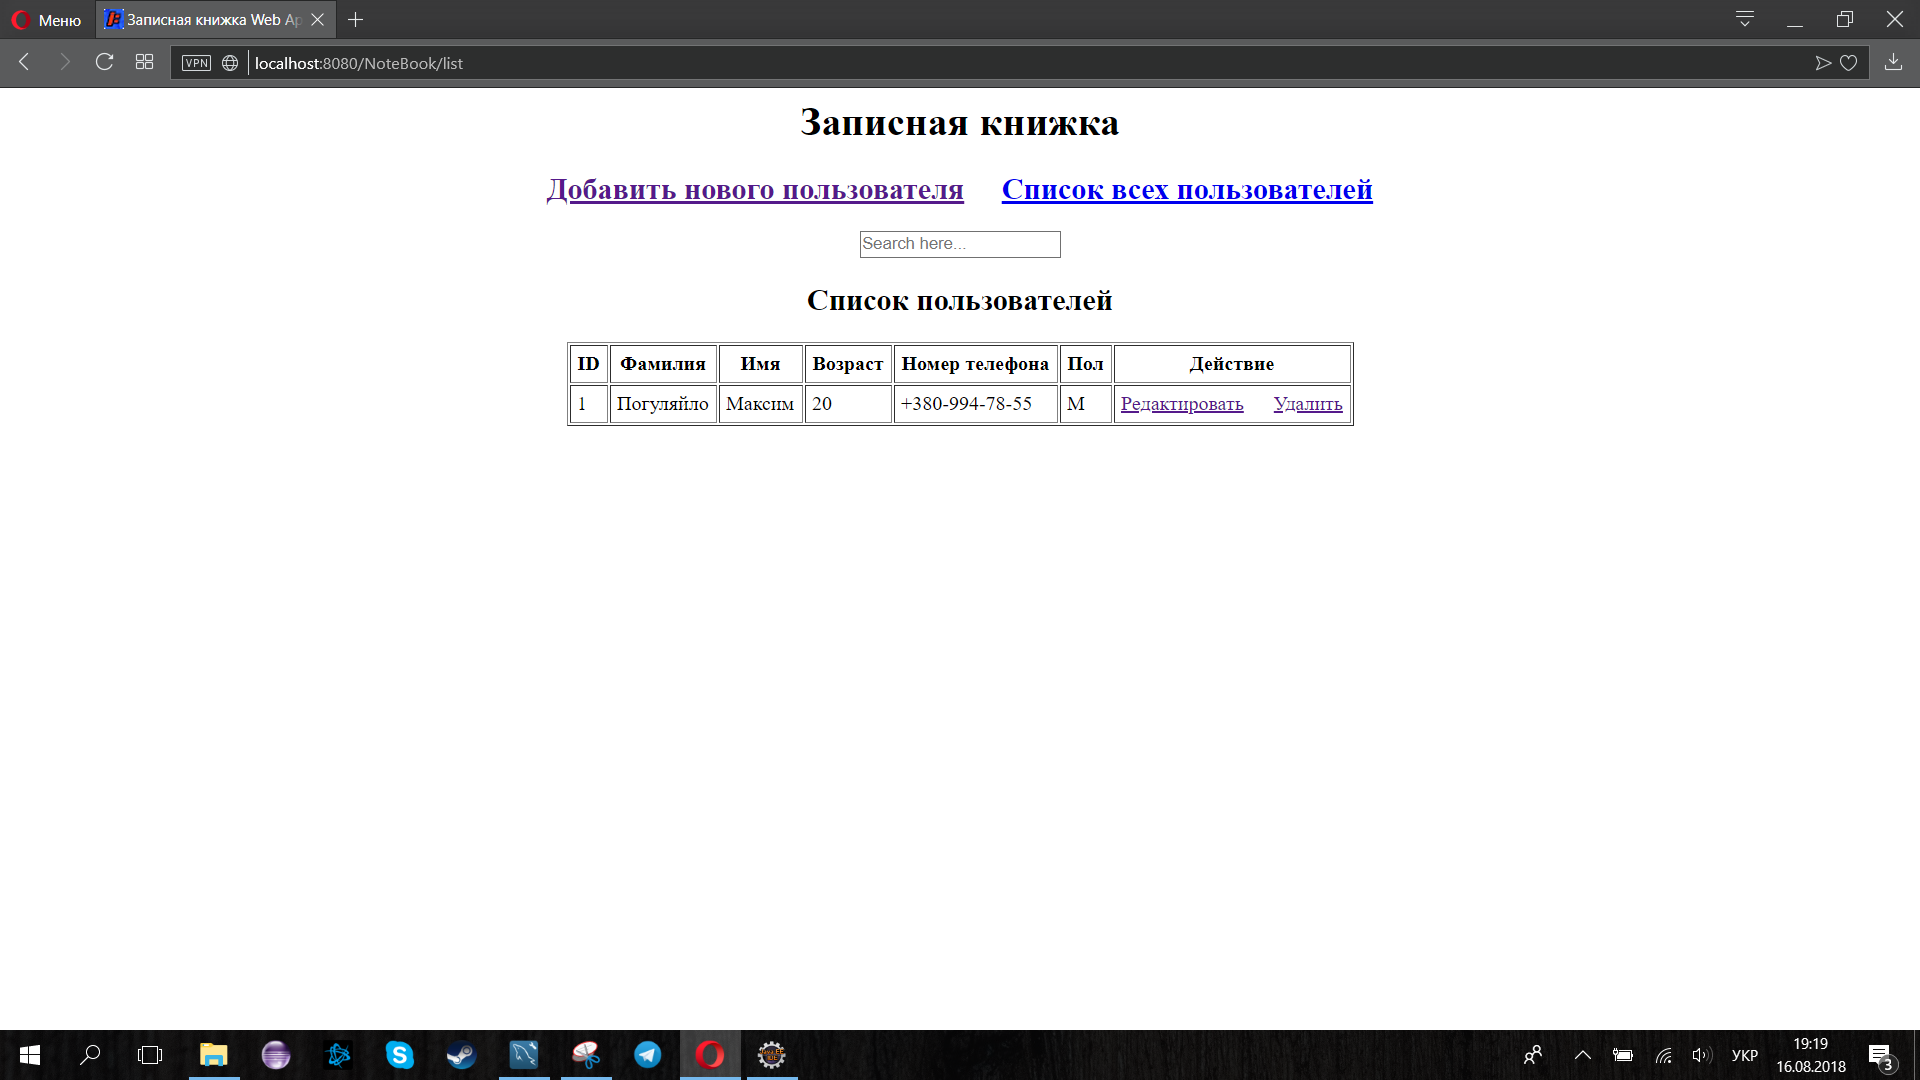 Меню
Записная книжка Web Ap
VPN
localhost:8080/NoteBook/list
Записная книжка
Добавить нового пользователя Список всех пользователей
Search here...
Список пользователей
ID Фамилия Имя Возраст Номер телефона Пол Действие
1 Погуляйло Максим 20 +380-994-78-55 М Редактировать Удалить
УКР
19:19
16.08.2018
3